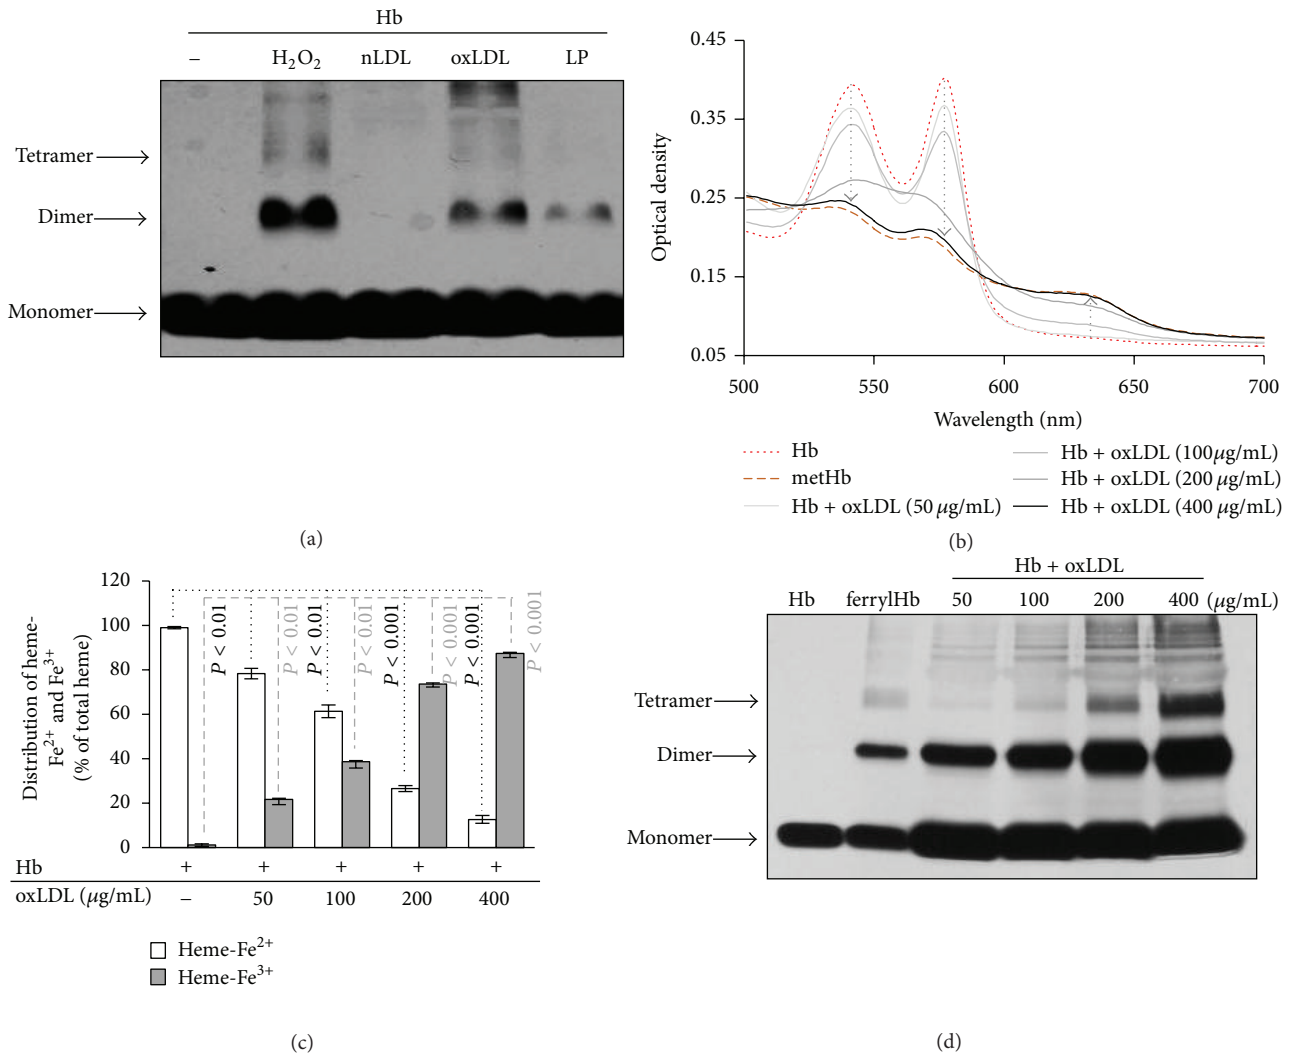 Hb
– H₂O₂ nLDL oxLDL LP
Tetramer
Dimer
Monomer
(a)
0.45
0.35
0.25
0.15
0.05
Optical density
500 550 600 650 700
Wavelength (nm)
Hb
metHb
Hb + oxLDL (50 μg/mL)
Hb + oxLDL (100μg/mL)
Hb + oxLDL (200 μg/mL)
Hb + oxLDL (400 μg/mL)
(b)
Distribution of heme-
Fe²⁺ and Fe³⁺
(% of total heme)
120
100
80
60
40
20
0
P < 0.01
P < 0.01
P < 0.01
P < 0.01
P < 0.001
P < 0.001
P < 0.001
P < 0.001
Hb + + + + +
oxLDL (μg/mL) – 50 100 200 400
Heme-Fe²⁺
Heme-Fe³⁺
(c)
Hb + oxLDL
Hb ferrylHb 50 100 200 400 (μg/mL)
Tetramer
Dimer
Monomer
(d)